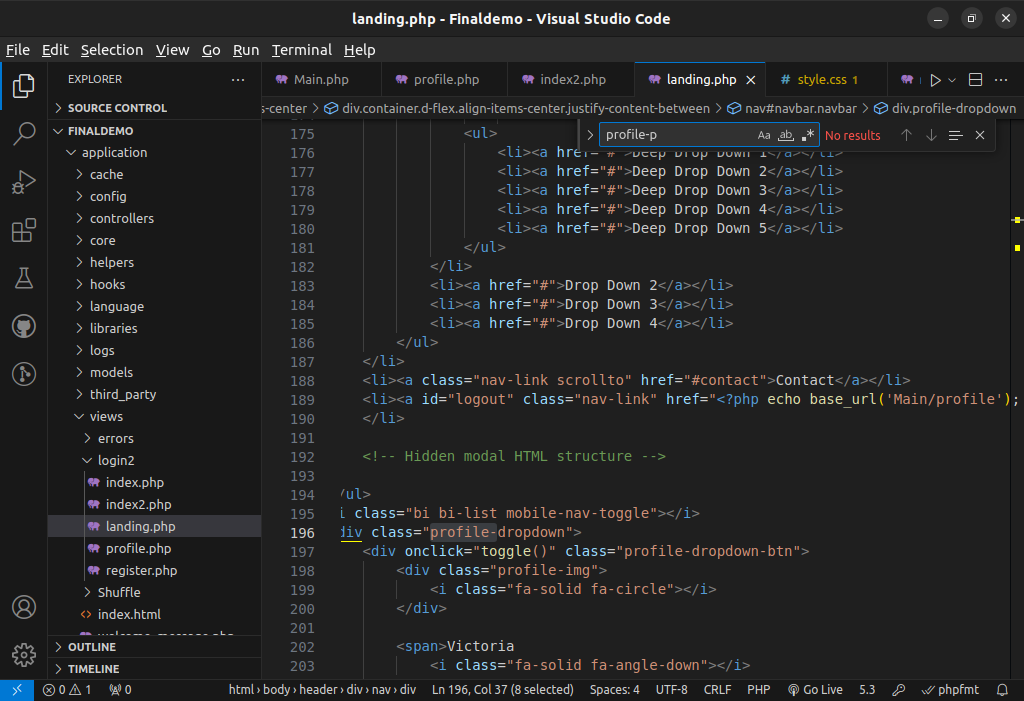 landing.php - Finaldemo - Visual Studio Code
File Edit Selection View Go Run Terminal Help
EXPLORER ···
Main.php profile.php index2.php landing.php # style.css 1
SOURCE CONTROL
s-center > div.container.d-flex.align-items-center.justify-content-between > nav#navbar.navbar > div.profile-dropdown
FINALDEMO
application
cache
config
controllers
core
helpers
hooks
language
libraries
logs
models
third_party
views
errors
login2
index.php
index2.php
landing.php
profile.php
register.php
Shuffle
index.html
welcome_message.php
OUTLINE
TIMELINE
profile-p Aa ab .* No results
175 <ul>
176 <li><a href="#">Deep Drop Down 1</a></li>
177 <li><a href="#">Deep Drop Down 2</a></li>
178 <li><a href="#">Deep Drop Down 3</a></li>
179 <li><a href="#">Deep Drop Down 4</a></li>
180 <li><a href="#">Deep Drop Down 5</a></li>
181 </ul>
182 </li>
183 <li><a href="#">Drop Down 2</a></li>
184 <li><a href="#">Drop Down 3</a></li>
185 <li><a href="#">Drop Down 4</a></li>
186 </ul>
187 </li>
188 <li><a class="nav-link scrollto" href="#contact">Contact</a></li>
189 <li><a id="logout" class="nav-link" href="<?php echo base_url('Main/profile');
190 </li>
191
192 <!-- Hidden modal HTML structure -->
193
194 /ul>
195 i class="bi bi-list mobile-nav-toggle"></i>
196 div class="profile-dropdown">
197 <div onclick="toggle()" class="profile-dropdown-btn">
198 <div class="profile-img">
199 <i class="fa-solid fa-circle"></i>
200 </div>
201
202 <span>Victoria
203 <i class="fa-solid fa-angle-down"></i>
0 1 0 html › body › header › div › nav › div Ln 196, Col 37 (8 selected) Spaces: 4 UTF-8 CRLF PHP Go Live 5.3 phpfmt